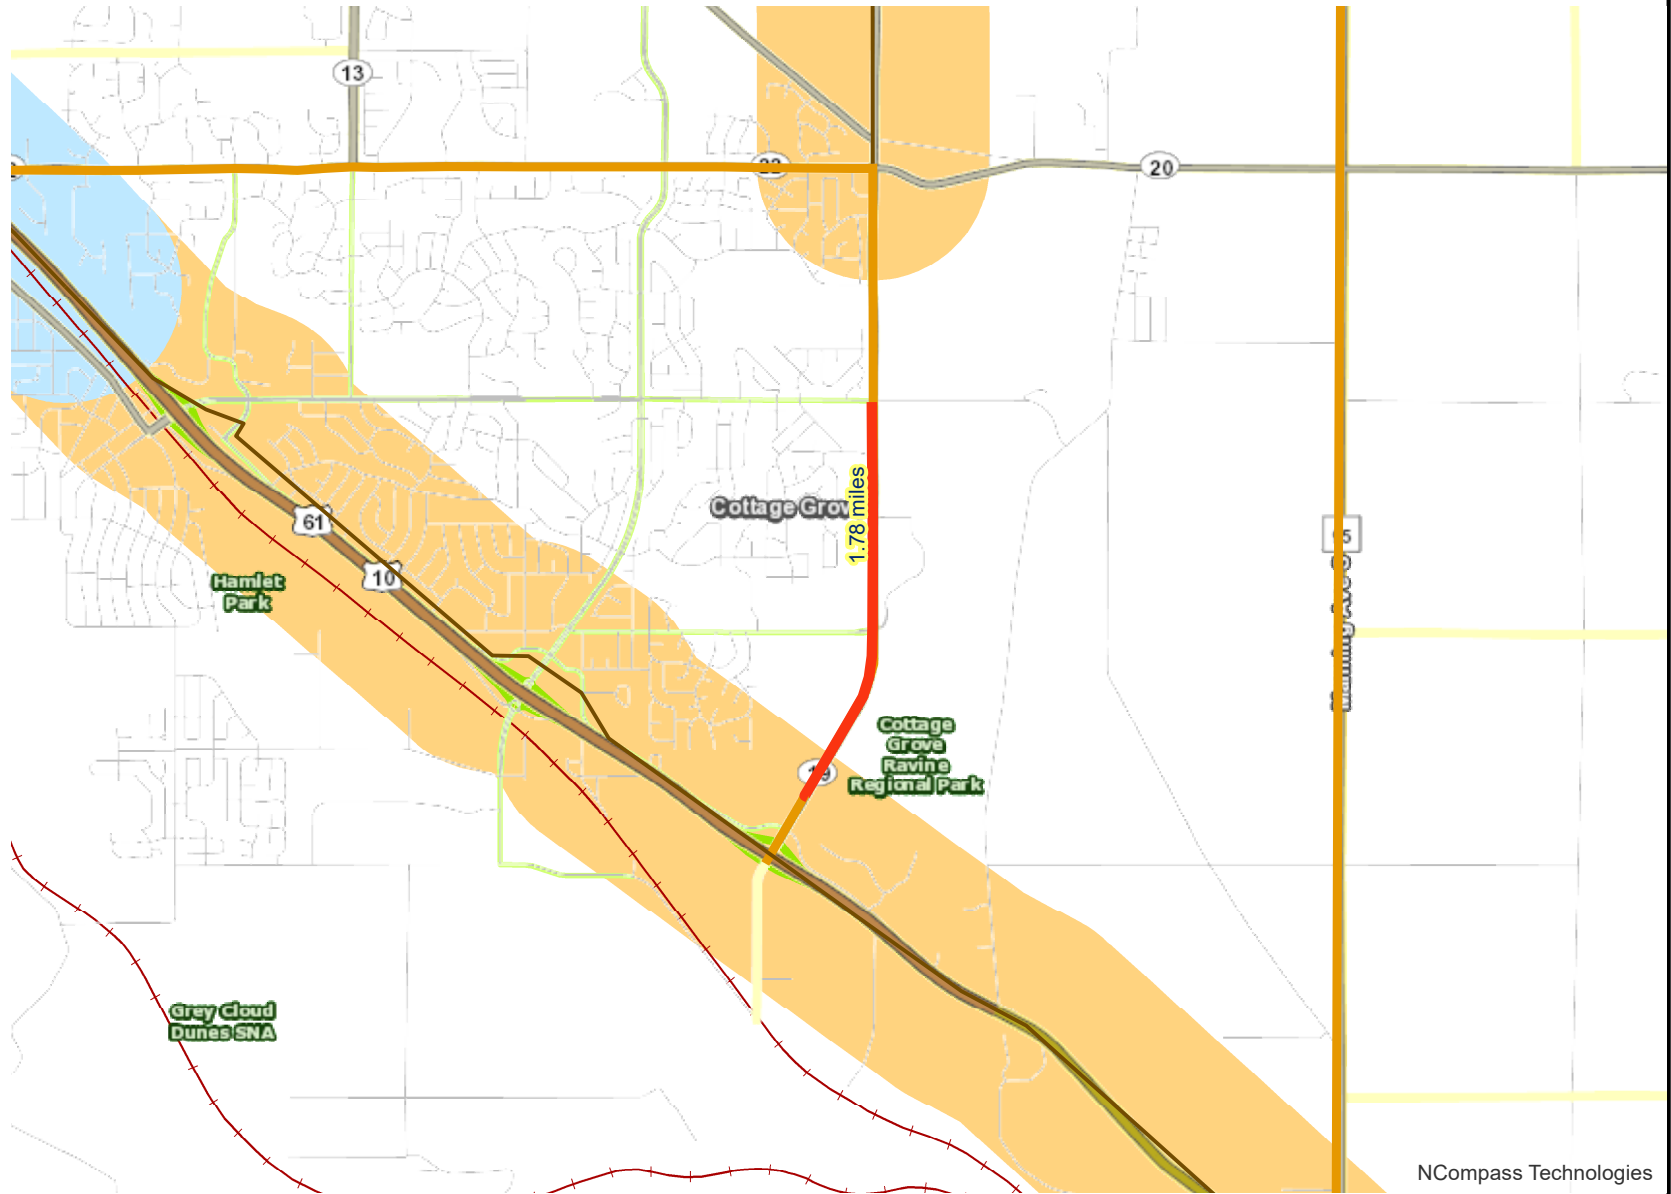 13
20
Cottage Grov
1.78 miles
61
10
Hamlet
Park
Cottage
Grove
Ravine
Regional Park
Grey Cloud
Dunes SNA
NCompass Technologies